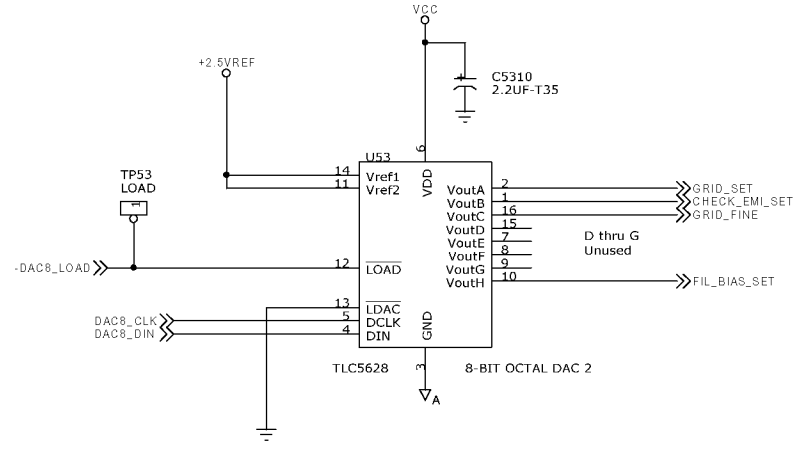 VCC
+2.5VREF
C5310
2.2UF-T35
U53
6
VDD
TP53
LOAD
1
14
Vref1
11
Vref2
VoutA
2
GRID_SET
VoutB
1
CHECK_EMI_SET
VoutC
16
GRID_FINE
VoutD
15
VoutE
7
VoutF
8
VoutG
9
VoutH
10
FIL_BIAS_SET
D thru G
Unused
-DAC8_LOAD
12
LOAD
13
LDAC
DAC8_CLK
5
DCLK
DAC8_DIN
4
DIN
GND
3
TLC5628
8-BIT OCTAL DAC 2
A